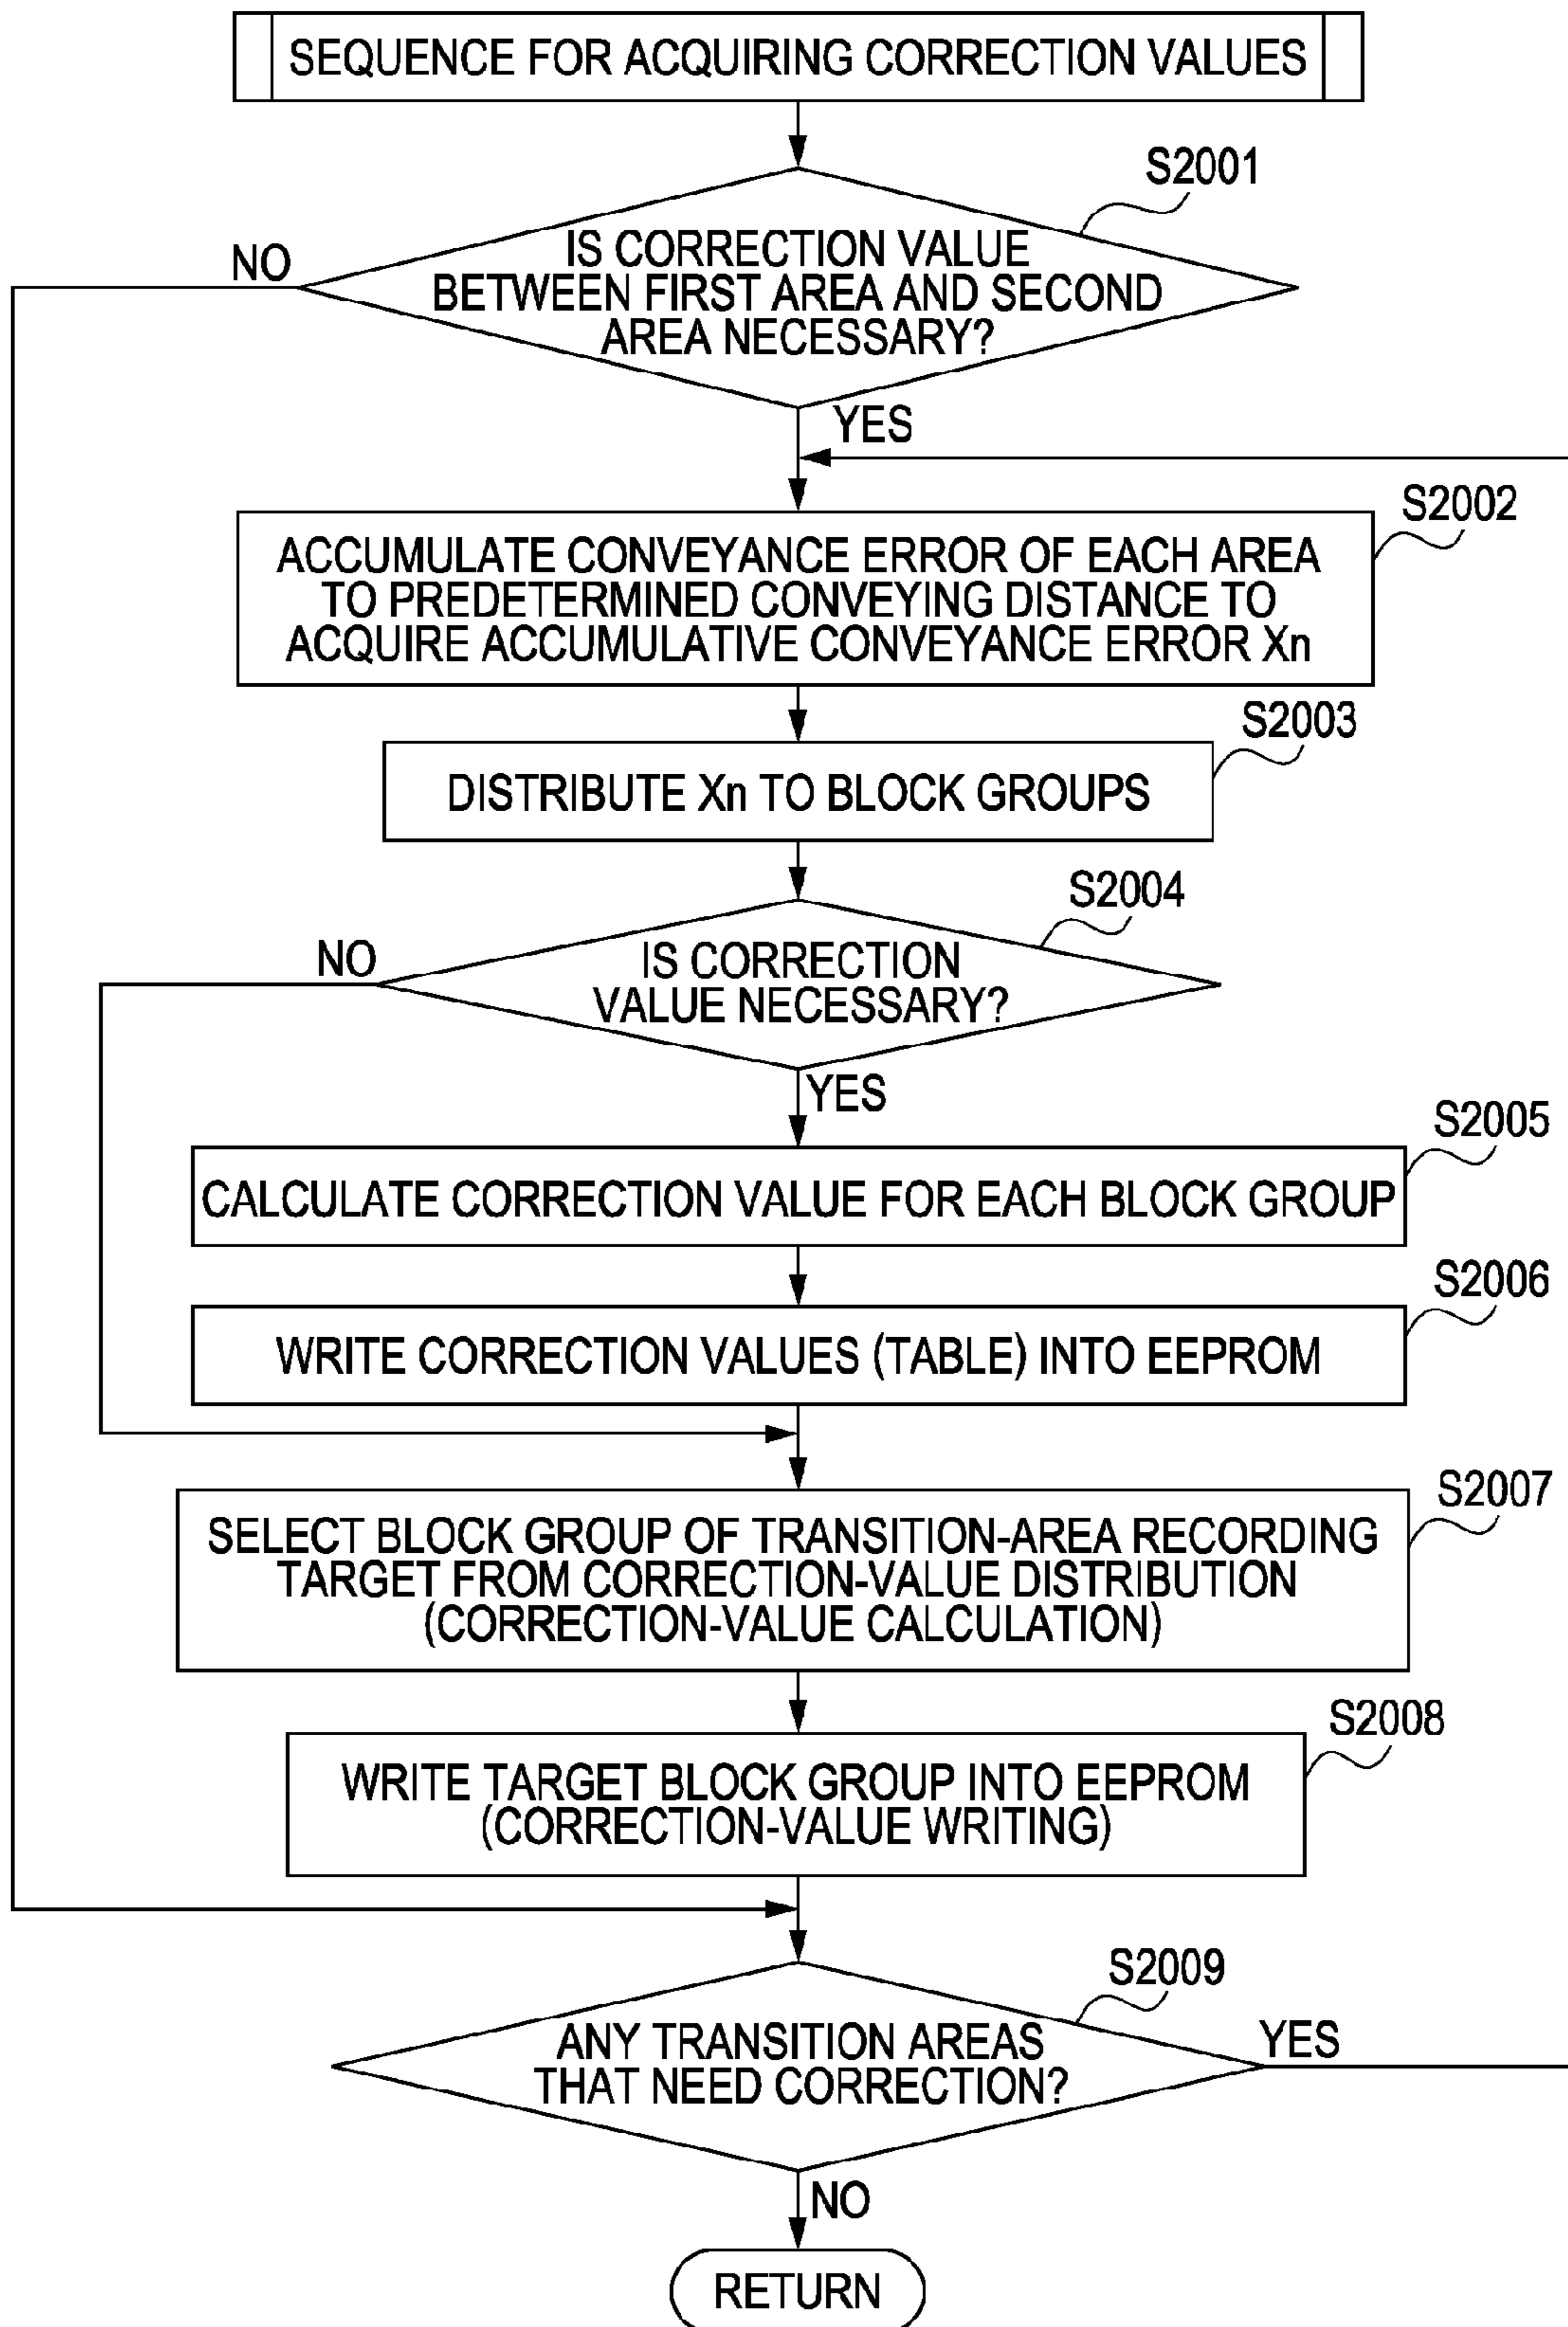 SEQUENCE FOR ACQUIRING CORRECTION VALUES
S2001
IS CORRECTION VALUE
BETWEEN FIRST AREA AND SECOND
AREA NECESSARY?
NO
YES
S2002
ACCUMULATE CONVEYANCE ERROR OF EACH AREA
TO PREDETERMINED CONVEYING DISTANCE TO
ACQUIRE ACCUMULATIVE CONVEYANCE ERROR Xn
S2003
DISTRIBUTE Xn TO BLOCK GROUPS
S2004
NO
IS CORRECTION
VALUE NECESSARY?
YES
S2005
CALCULATE CORRECTION VALUE FOR EACH BLOCK GROUP
S2006
WRITE CORRECTION VALUES (TABLE) INTO EEPROM
S2007
SELECT BLOCK GROUP OF TRANSITION-AREA RECORDING
TARGET FROM CORRECTION-VALUE DISTRIBUTION
(CORRECTION-VALUE CALCULATION)
S2008
WRITE TARGET BLOCK GROUP INTO EEPROM
(CORRECTION-VALUE WRITING)
S2009
ANY TRANSITION AREAS
THAT NEED CORRECTION?
YES
NO
RETURN